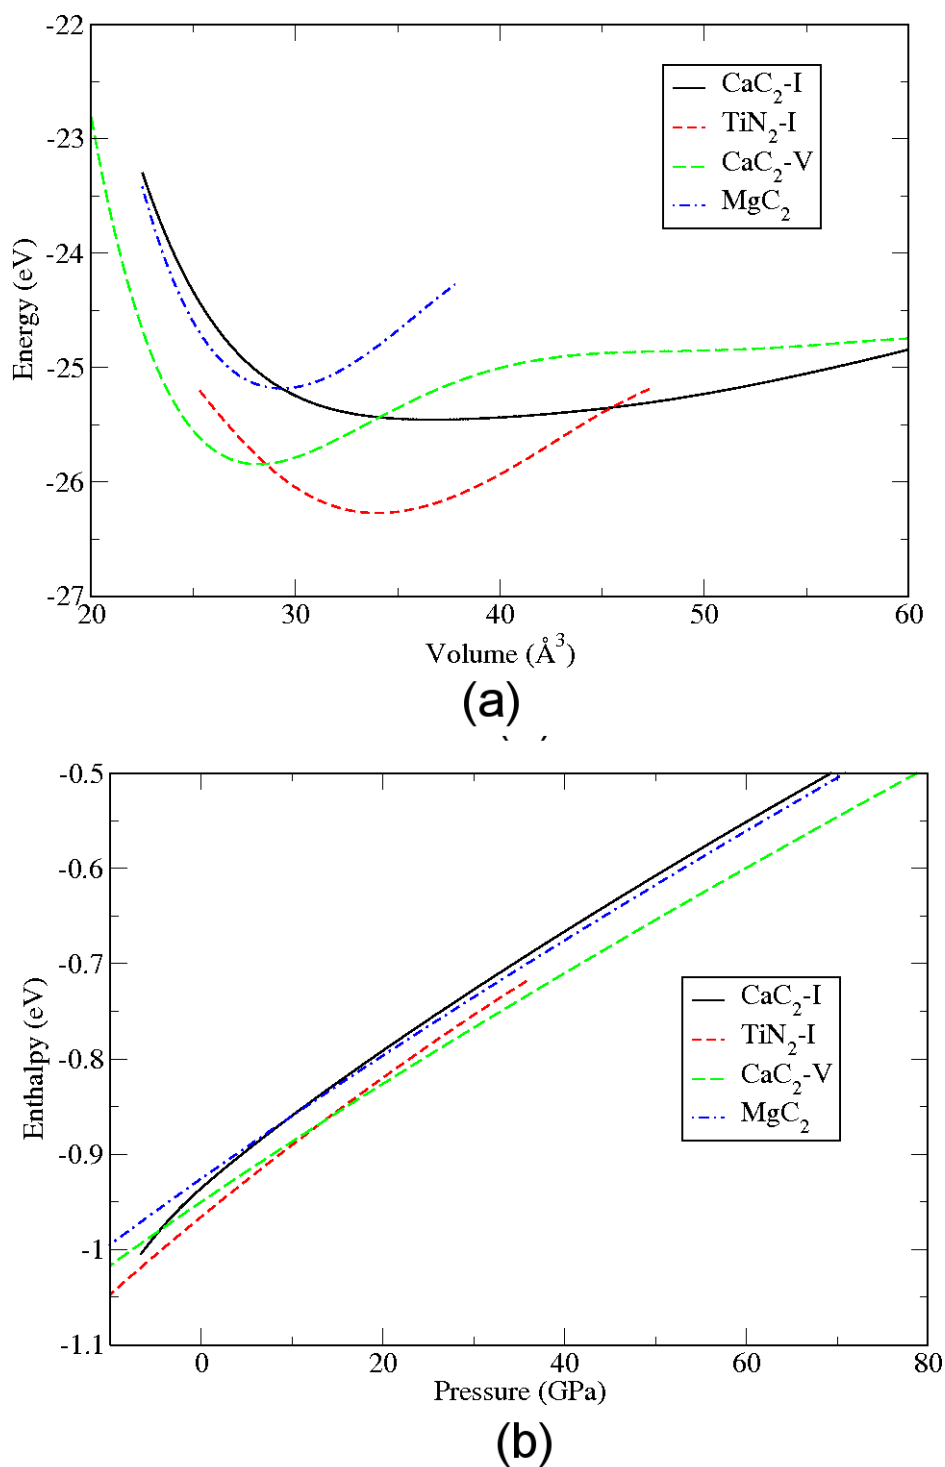 -22
-23
-24
-25
-26
-27
Energy (eV)
CaC2-I
TiN2-I
CaC2-V
MgC2
20 30 40 50 60
Volume (Å3)
(a)
-0.5
-0.6
-0.7
-0.8
-0.9
-1
-1.1
Enthalpy (eV)
CaC2-I
TiN2-I
CaC2-V
MgC2
0 20 40 60 80
Pressure (GPa)
(b)